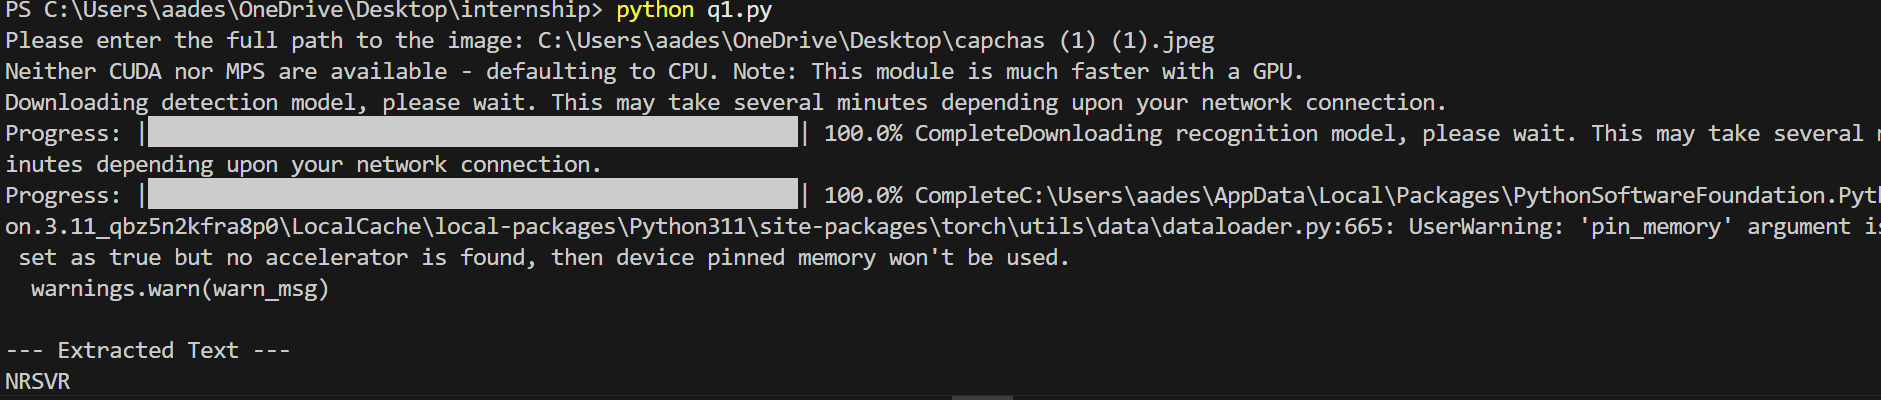 PS C:\Users\aades\OneDrive\Desktop\internship> python q1.py
Please enter the full path to the image: C:\Users\aades\OneDrive\Desktop\capchas (1) (1).jpeg
Neither CUDA nor MPS are available - defaulting to CPU. Note: This module is much faster with a GPU.
Downloading detection model, please wait. This may take several minutes depending upon your network connection.
Progress: |██████████████████████████████████████████████████| 100.0% CompleteDownloading recognition model, please wait. This may take several m
inutes depending upon your network connection.
Progress: |██████████████████████████████████████████████████| 100.0% CompleteC:\Users\aades\AppData\Local\Packages\PythonSoftwareFoundation.Pyth
on.3.11_qbz5n2kfra8p0\LocalCache\local-packages\Python311\site-packages\torch\utils\data\dataloader.py:665: UserWarning: 'pin_memory' argument is
 set as true but no accelerator is found, then device pinned memory won't be used.
  warnings.warn(warn_msg)

--- Extracted Text ---
NRSVR